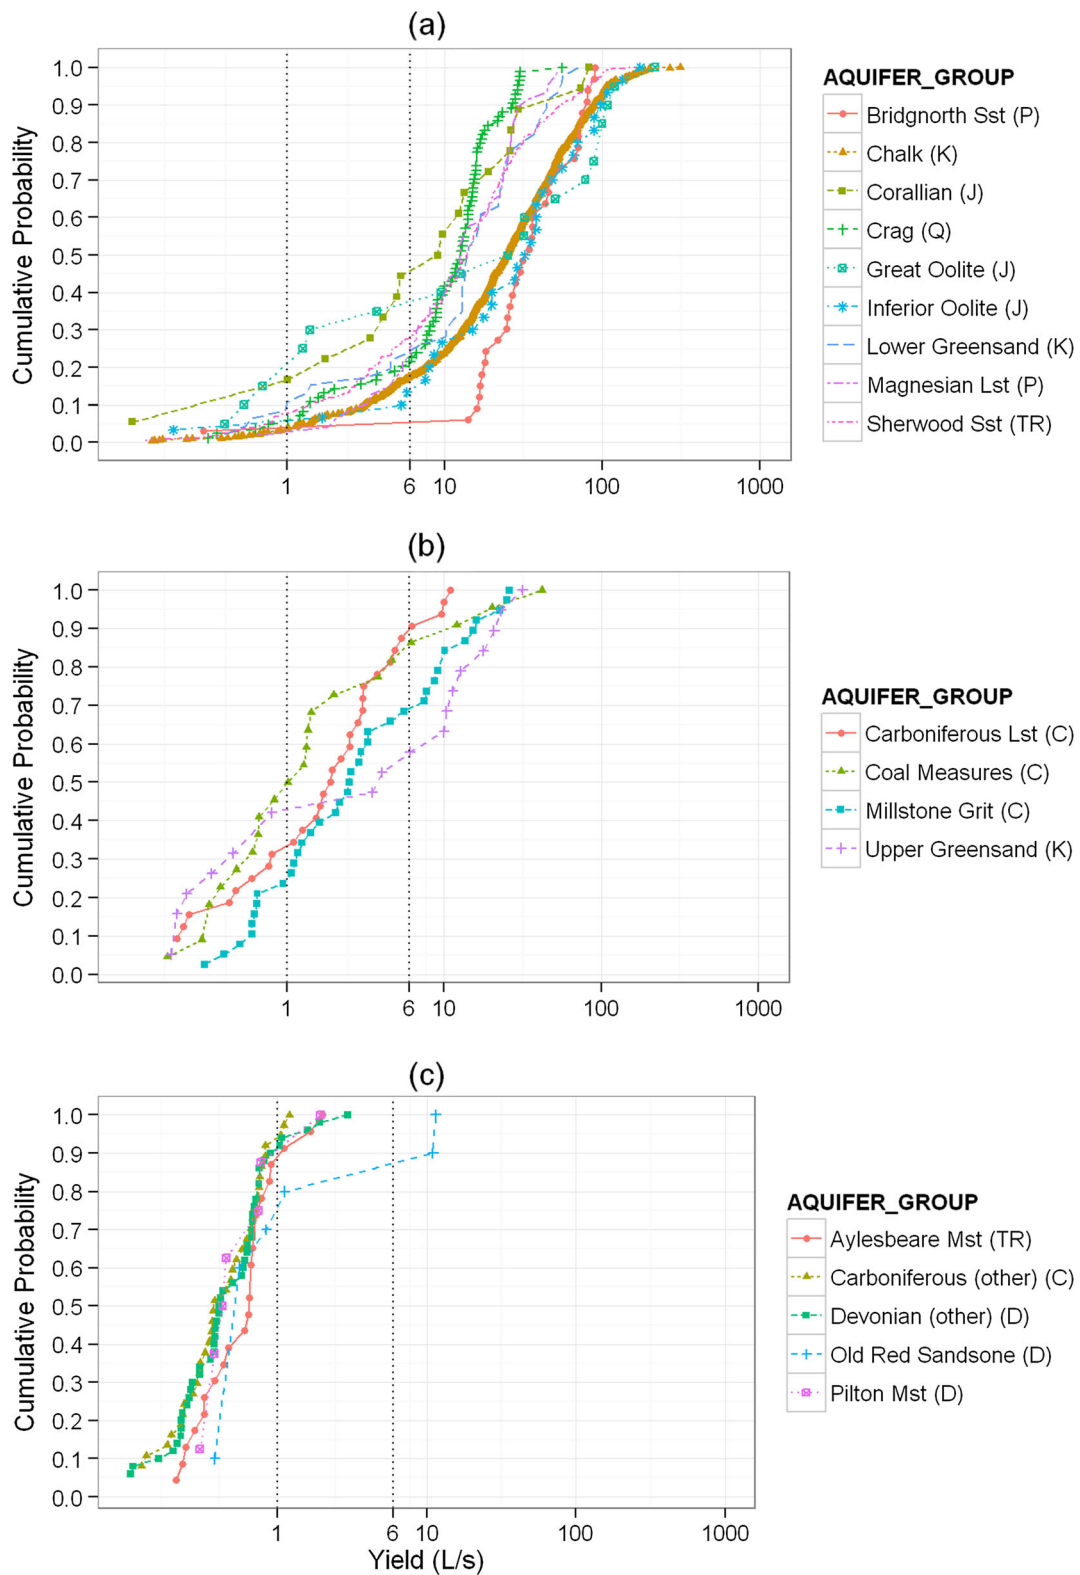 (a)
Cumulative Probability
1.0
0.9
0.8
0.7
0.6
0.5
0.4
0.3
0.2
0.1
0.0
1 6 10 100 1000
AQUIFER_GROUP
Bridgnorth Sst (P)
Chalk (K)
Corallian (J)
Crag (Q)
Great Oolite (J)
Inferior Oolite (J)
Lower Greensand (K)
Magnesian Lst (P)
Sherwood Sst (TR)
(b)
Cumulative Probability
1.0
0.9
0.8
0.7
0.6
0.5
0.4
0.3
0.2
0.1
0.0
1 6 10 100 1000
AQUIFER_GROUP
Carboniferous Lst (C)
Coal Measures (C)
Millstone Grit (C)
Upper Greensand (K)
(c)
Cumulative Probability
1.0
0.9
0.8
0.7
0.6
0.5
0.4
0.3
0.2
0.1
0.0
1 6 10 100 1000
Yield (L/s)
AQUIFER_GROUP
Aylesbeare Mst (TR)
Carboniferous (other) (C)
Devonian (other) (D)
Old Red Sandsone (D)
Pilton Mst (D)